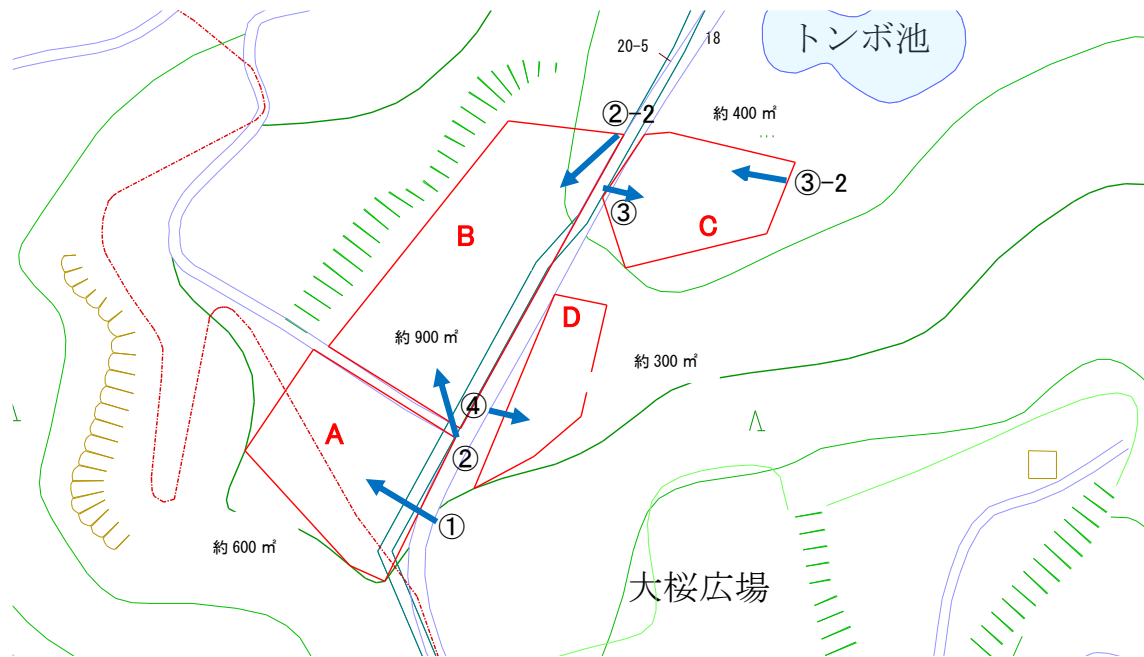 トンボ池
20-5
18
②-2
約 400 ㎡
③-2
③
C
B
D
約 900 ㎡
約 300 ㎡
④
A
②
①
約 600 ㎡
大桜広場